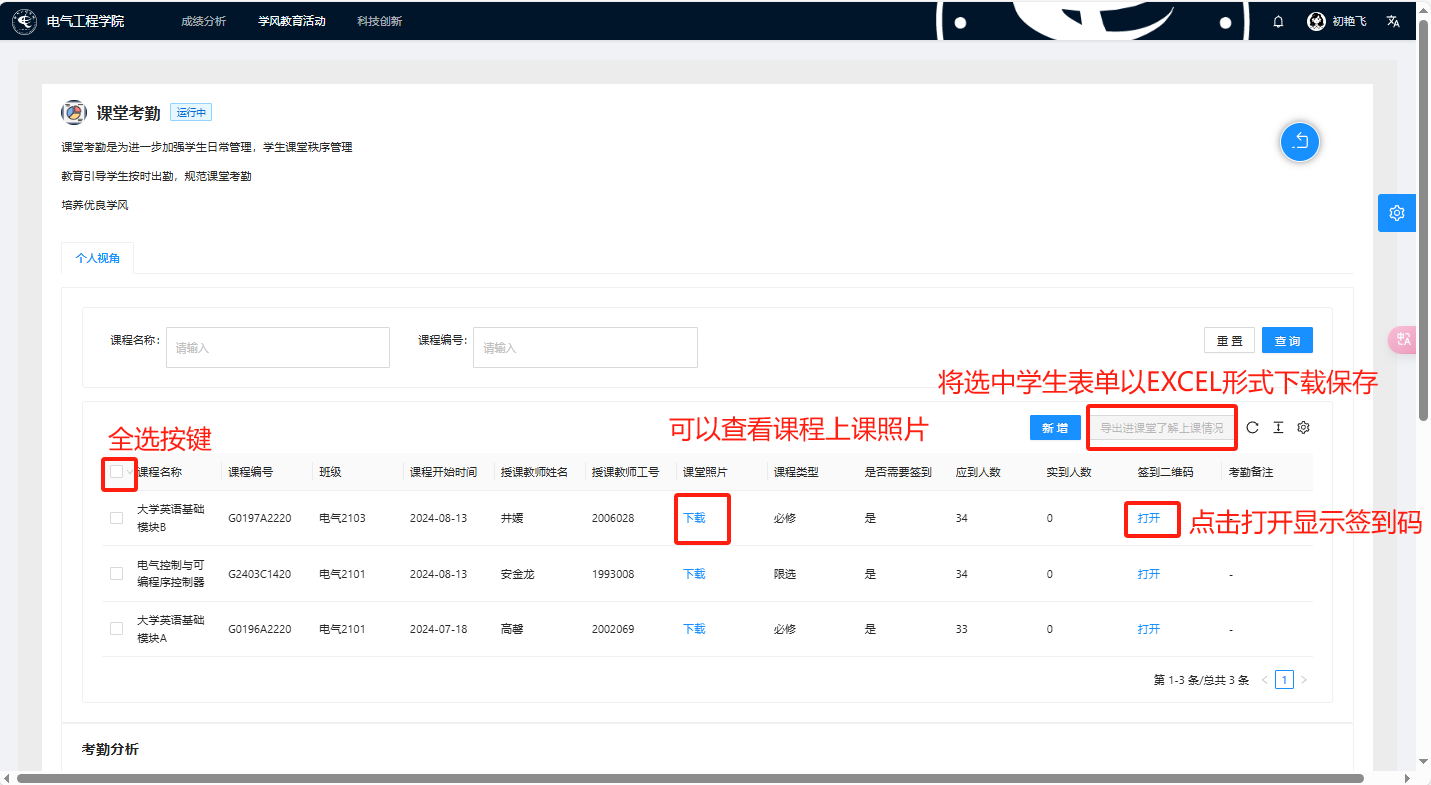 电气工程学院 成绩分析 学风教育活动 科技创新 初艳飞
课堂考勤 运行中
课堂考勤是为进一步加强学生日常管理，学生课堂秩序管理
教育引导学生按时出勤，规范课堂考勤
培养优良学风
个人视角
课程名称: 请输入 课程编号: 请输入 重 置 查 询
将选中学生表单以EXCEL形式下载保存
全选按键 可以查看课程上课照片 新 增 导出进课堂了解上课情况
课程名称 课程编号 班级 课程开始时间 授课教师姓名 授课教师工号 课堂照片 课程类型 是否需要签到 应到人数 实到人数 签到二维码 考勤备注
大学英语基础
模块B G0197A2220 电气2103 2024-08-13 井媛 2006028 下载 必修 是 34 0 打开 点击打开显示签到码
电气控制与可
编程序控制器 G2403C1420 电气2101 2024-08-13 安金龙 1993008 下载 限选 是 34 0 打开 -
大学英语基础
模块A G0196A2220 电气2101 2024-07-18 高馨 2002069 下载 必修 是 33 0 打开 -
第 1-3 条/总共 3 条 < 1 >
考勤分析